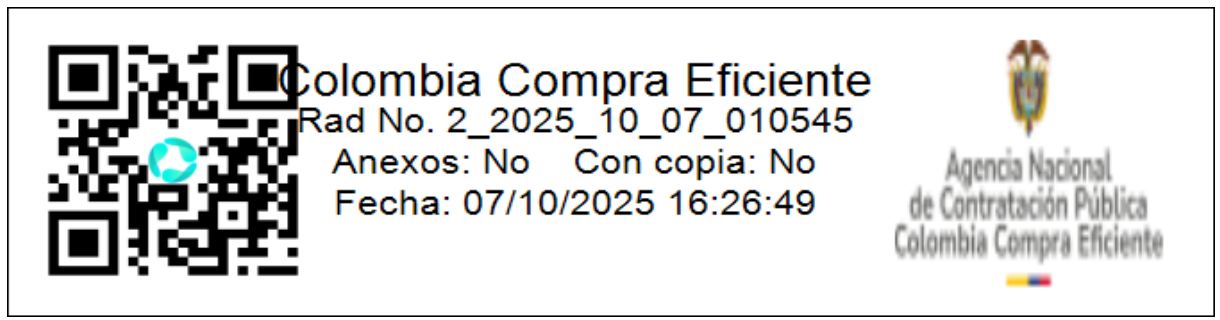 Colombia Compra Eficiente
Rad No. 2_2025_10_07_010545
Anexos: No Con copia: No
Fecha: 07/10/2025 16:26:49
Agencia Nacional
de Contratación Pública
Colombia Compra Eficiente